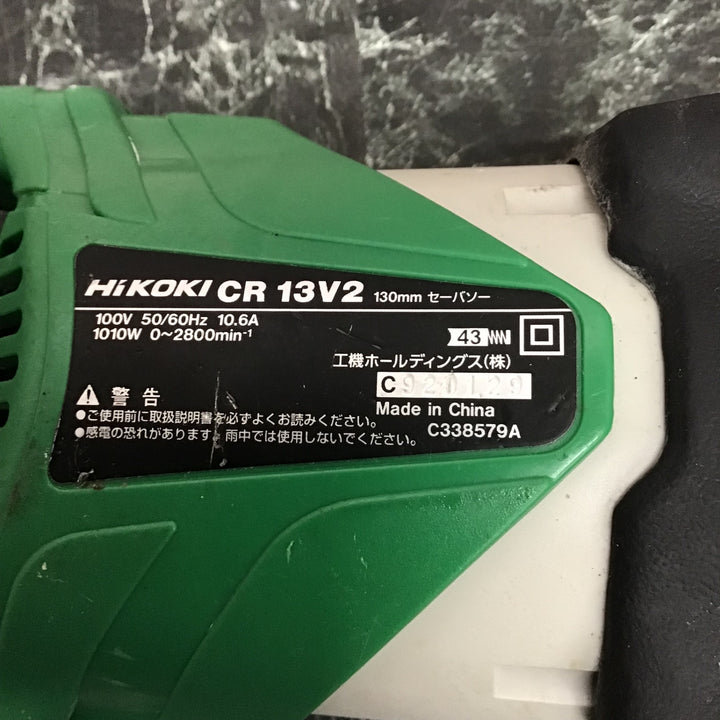 HiKOKI CR 13V2 130mm セーバソー
100V 50/60Hz 10.6A
1010W 0～2800min⁻¹
43
工機ホールディングス(株)
C920129
Made in China
C338579A
警告
●ご使用前に取扱説明書を必ずよくお読みください。
●感電の恐れがあります。雨中では使用しないでください。